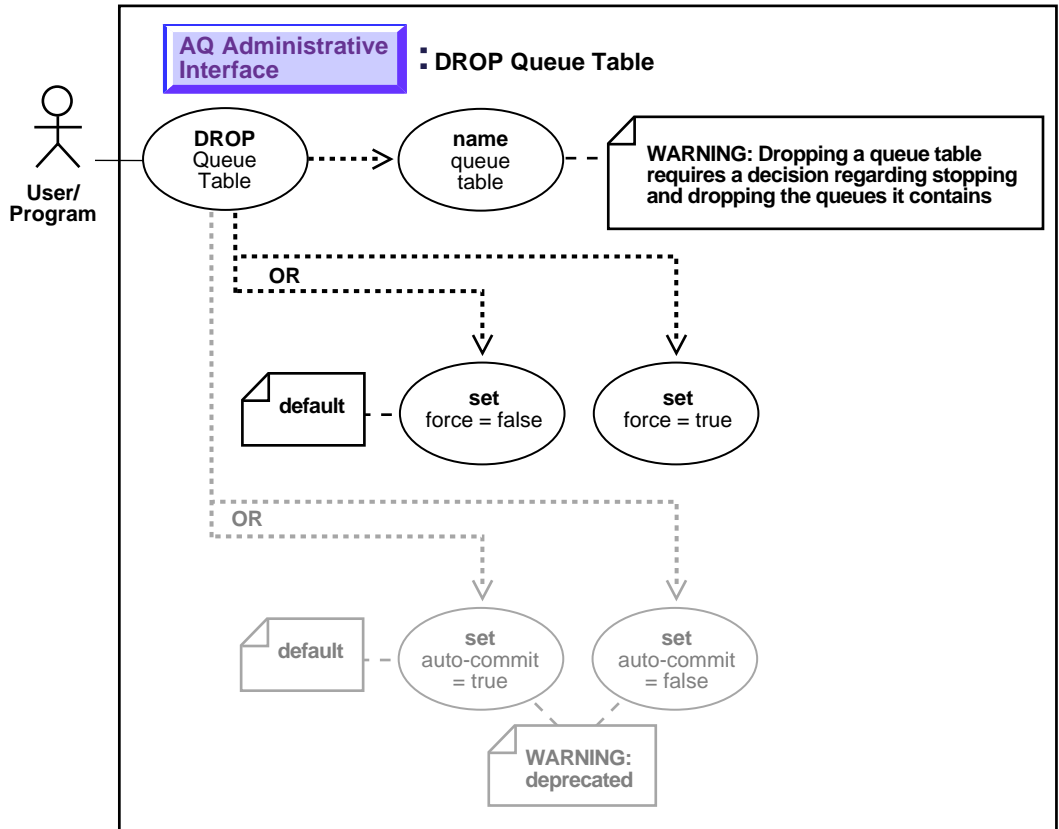 AQ Administrative
Interface
: DROP Queue Table
User/
Program
DROP
Queue
Table
name
queue
table
WARNING: Dropping a queue table
requires a decision regarding stopping
and dropping the queues it contains
OR
default
set
force = false
set
force = true
OR
default
set
auto-commit
= true
set
auto-commit
= false
WARNING:
deprecated